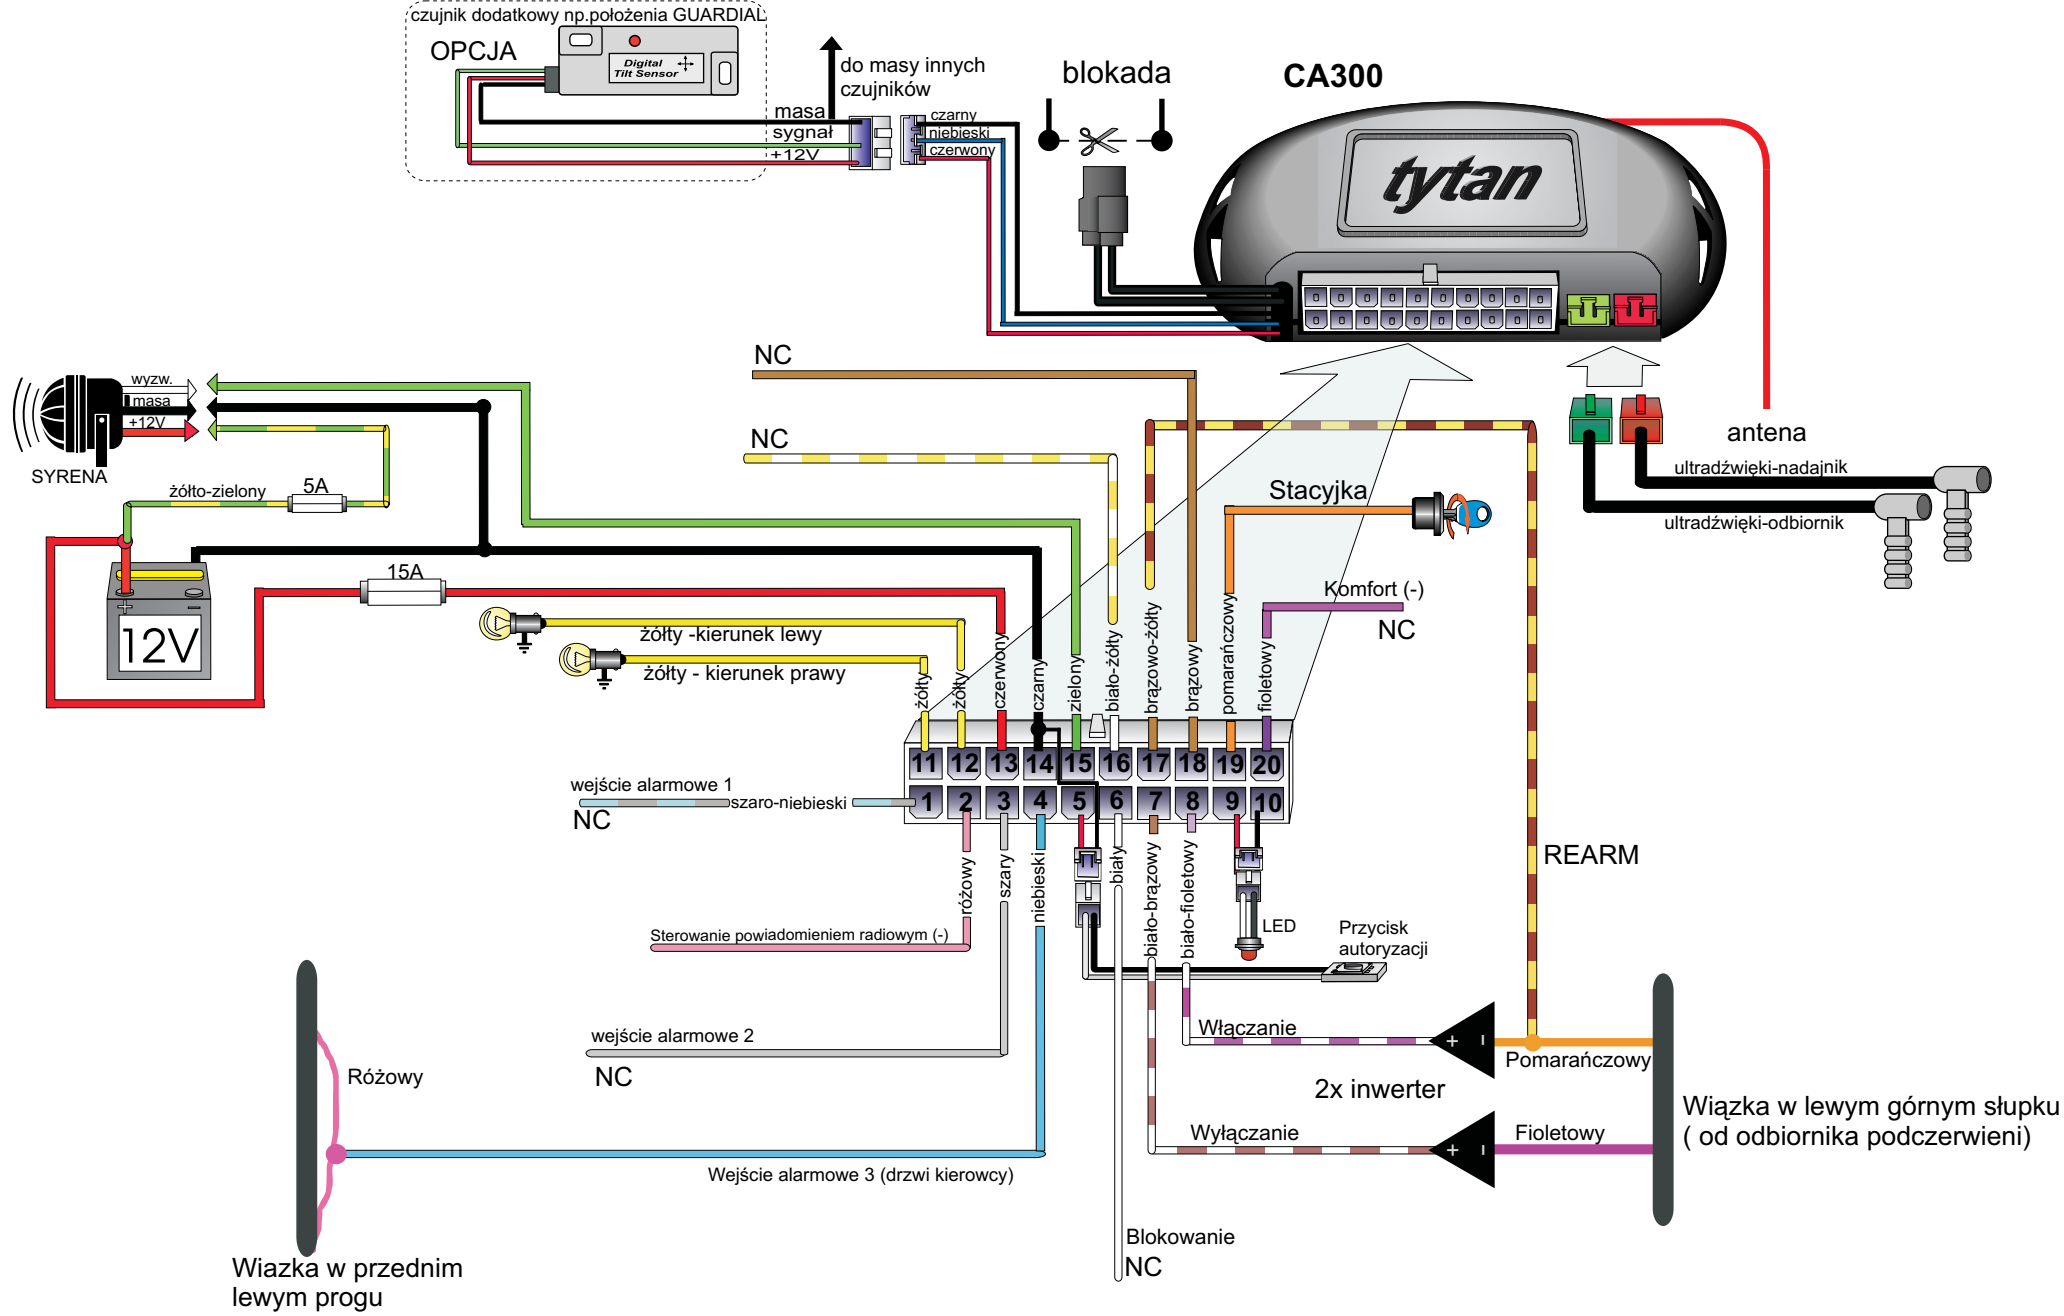 czujnik dodatkowy np.położenia GUARDIAL
OPCJA
Digital
Tilt Sensor
masa
sygnał
+12V
do masy innych
czujników
czarny
niebieski
czerwony
blokada
CA300
tytan
NC
NC
wyzw.
masa
+12V
SYRENA
żółto-zielony
5A
15A
+
−
12V
żółty -kierunek lewy
żółty - kierunek prawy
Stacyjka
antena
ultradźwięki-nadajnik
ultradźwięki-odbiornik
Komfort (-)
NC
żółty
żółty
czerwony
czarny
zielony
biało-żółty
brązowo-żółty
brązowy
pomarańczowy
fioletowy
11 12 13 14 15 16 17 18 19 20
1 2 3 4 5 6 7 8 9 10
wejście alarmowe 1
szaro-niebieski
NC
różowy
szary
niebieski
biały
biało-brązowy
biało-fioletowy
LED
Przycisk
autoryzacji
REARM
Sterowanie powiadomieniem radiowym (-)
wejście alarmowe 2
NC
Różowy
Włączanie
+ −
Pomarańczowy
2x inwerter
Wyłączanie
+ −
Fioletowy
Wiązka w lewym górnym słupku
( od odbiornika podczerwieni)
Wejście alarmowe 3 (drzwi kierowcy)
Blokowanie
NC
Wiazka w przednim
lewym progu